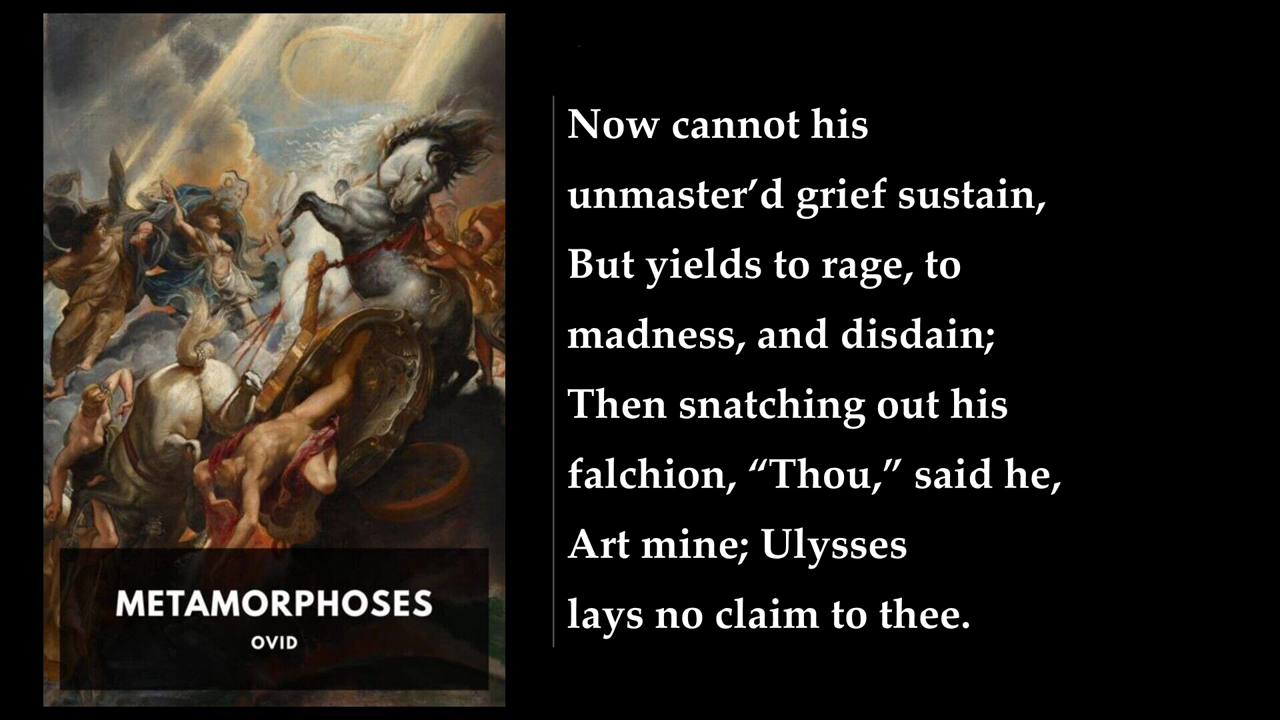 METAMORPHOSES
OVID
Now cannot his
unmaster’d grief sustain,
But yields to rage, to
madness, and disdain;
Then snatching out his
falchion, “Thou,” said he,
Art mine; Ulysses
lays no claim to thee.